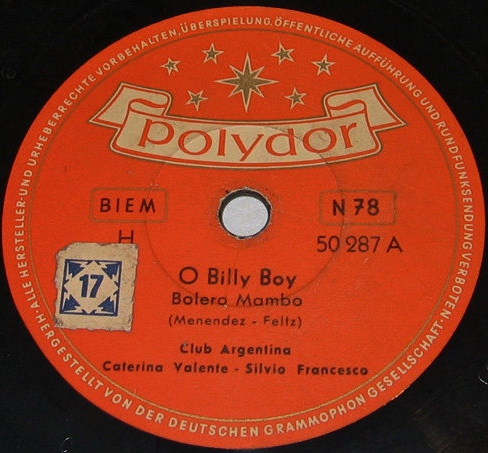 ·ALLE HERSTELLER-UND URHEBERRECHTE VORBEHALTEN, ÜBERSPIELUNG, ÖFFENTLICHE AUFFÜHRUNG UND RUNDFUNKSENDUNG VERBOTEN·
polydor
BIEM
N 78
H
50 287 A
17
O Billy Boy
Bolero Mambo
(Menendez - Feltz)
Club Argentina
Caterina Valente - Silvio Francesco
HERGESTELLT VON DER DEUTSCHEN GRAMMOPHON GESELLSCHAFT·